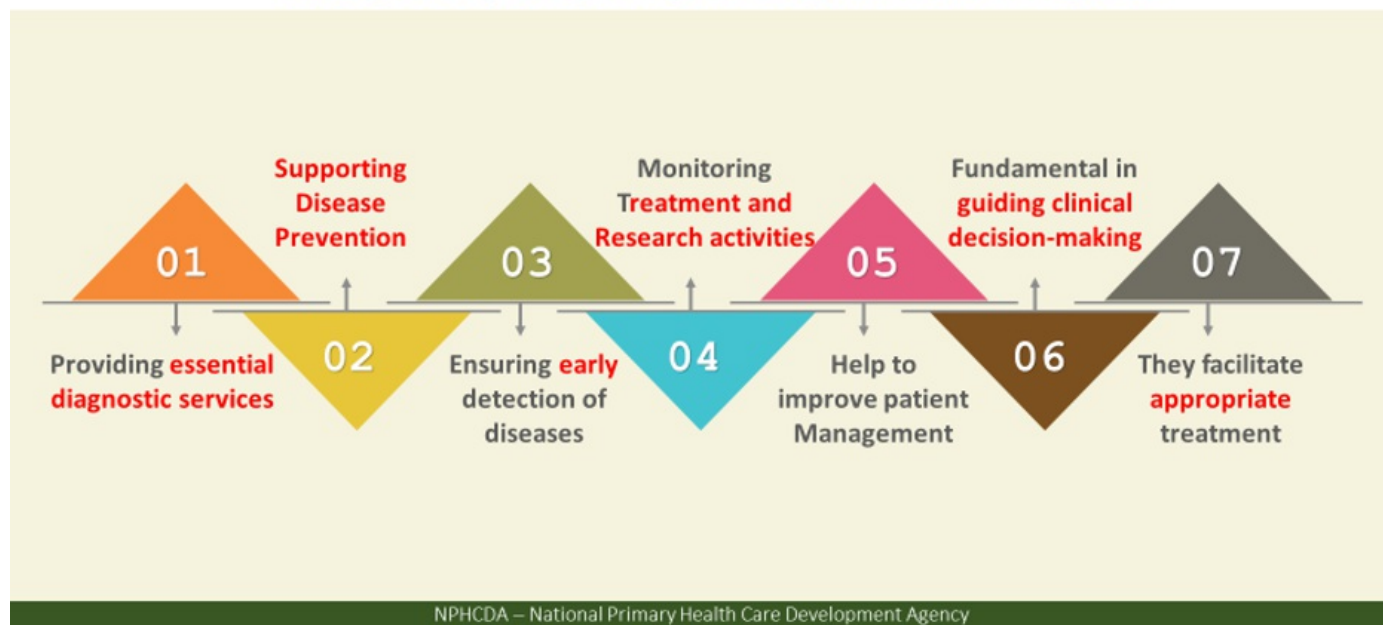 01
Providing essential
diagnostic services
Supporting
Disease
Prevention
02
03
Ensuring early
detection of
diseases
Monitoring
Treatment and
Research activities
04
05
Help to
improve patient
Management
Fundamental in
guiding clinical
decision-making
06
07
They facilitate
appropriate
treatment
NPHCDA – National Primary Health Care Development Agency